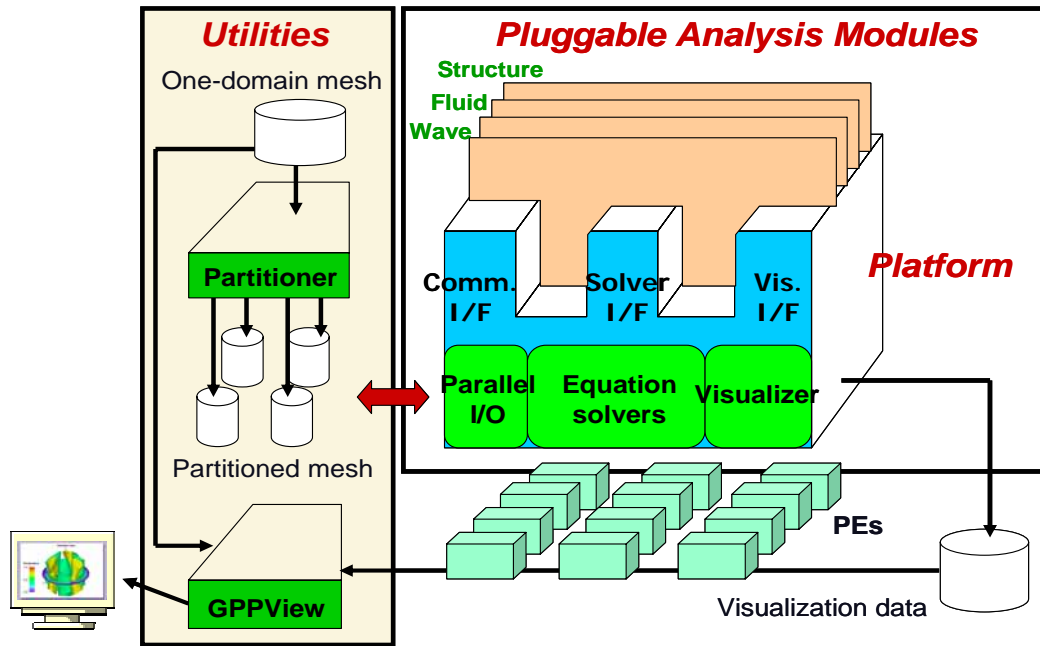 Utilities
One-domain mesh
Partitioner
Partitioned mesh
GPPView
Pluggable Analysis Modules
Structure
Fluid
Wave
Platform
Comm.
I/F
Solver
I/F
Vis.
I/F
Parallel
I/O
Equation
solvers
Visualizer
PEs
Visualization data